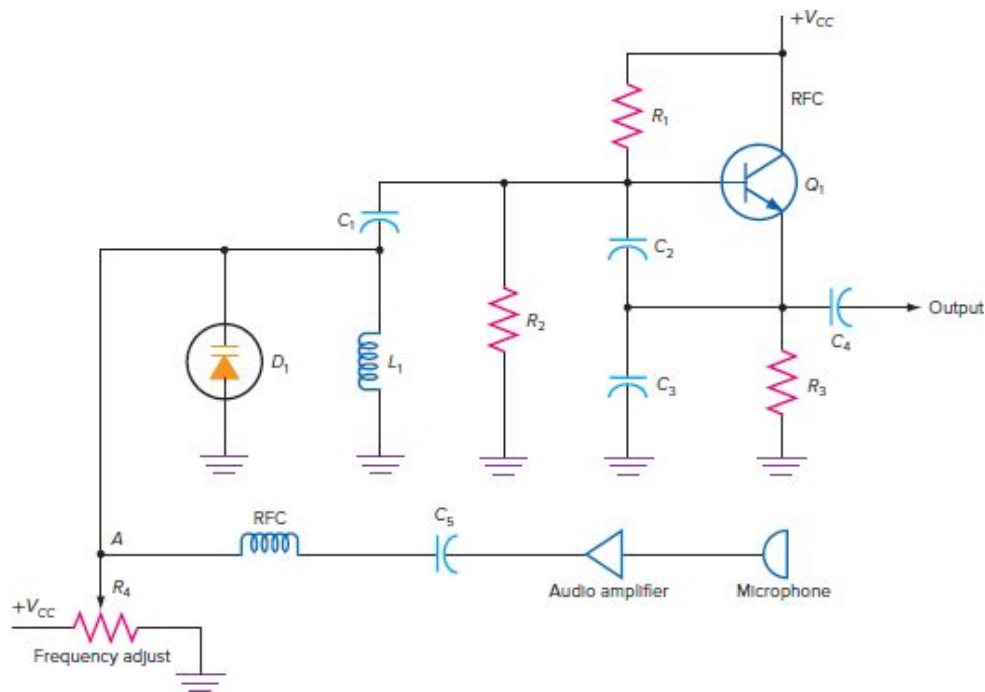 +VCC
RFC
R1
Q1
C1
C2
R2
Output
C4
D1
L1
C3
R3
RFC
C5
A
R4
Audio amplifier
Microphone
+VCC
Frequency adjust